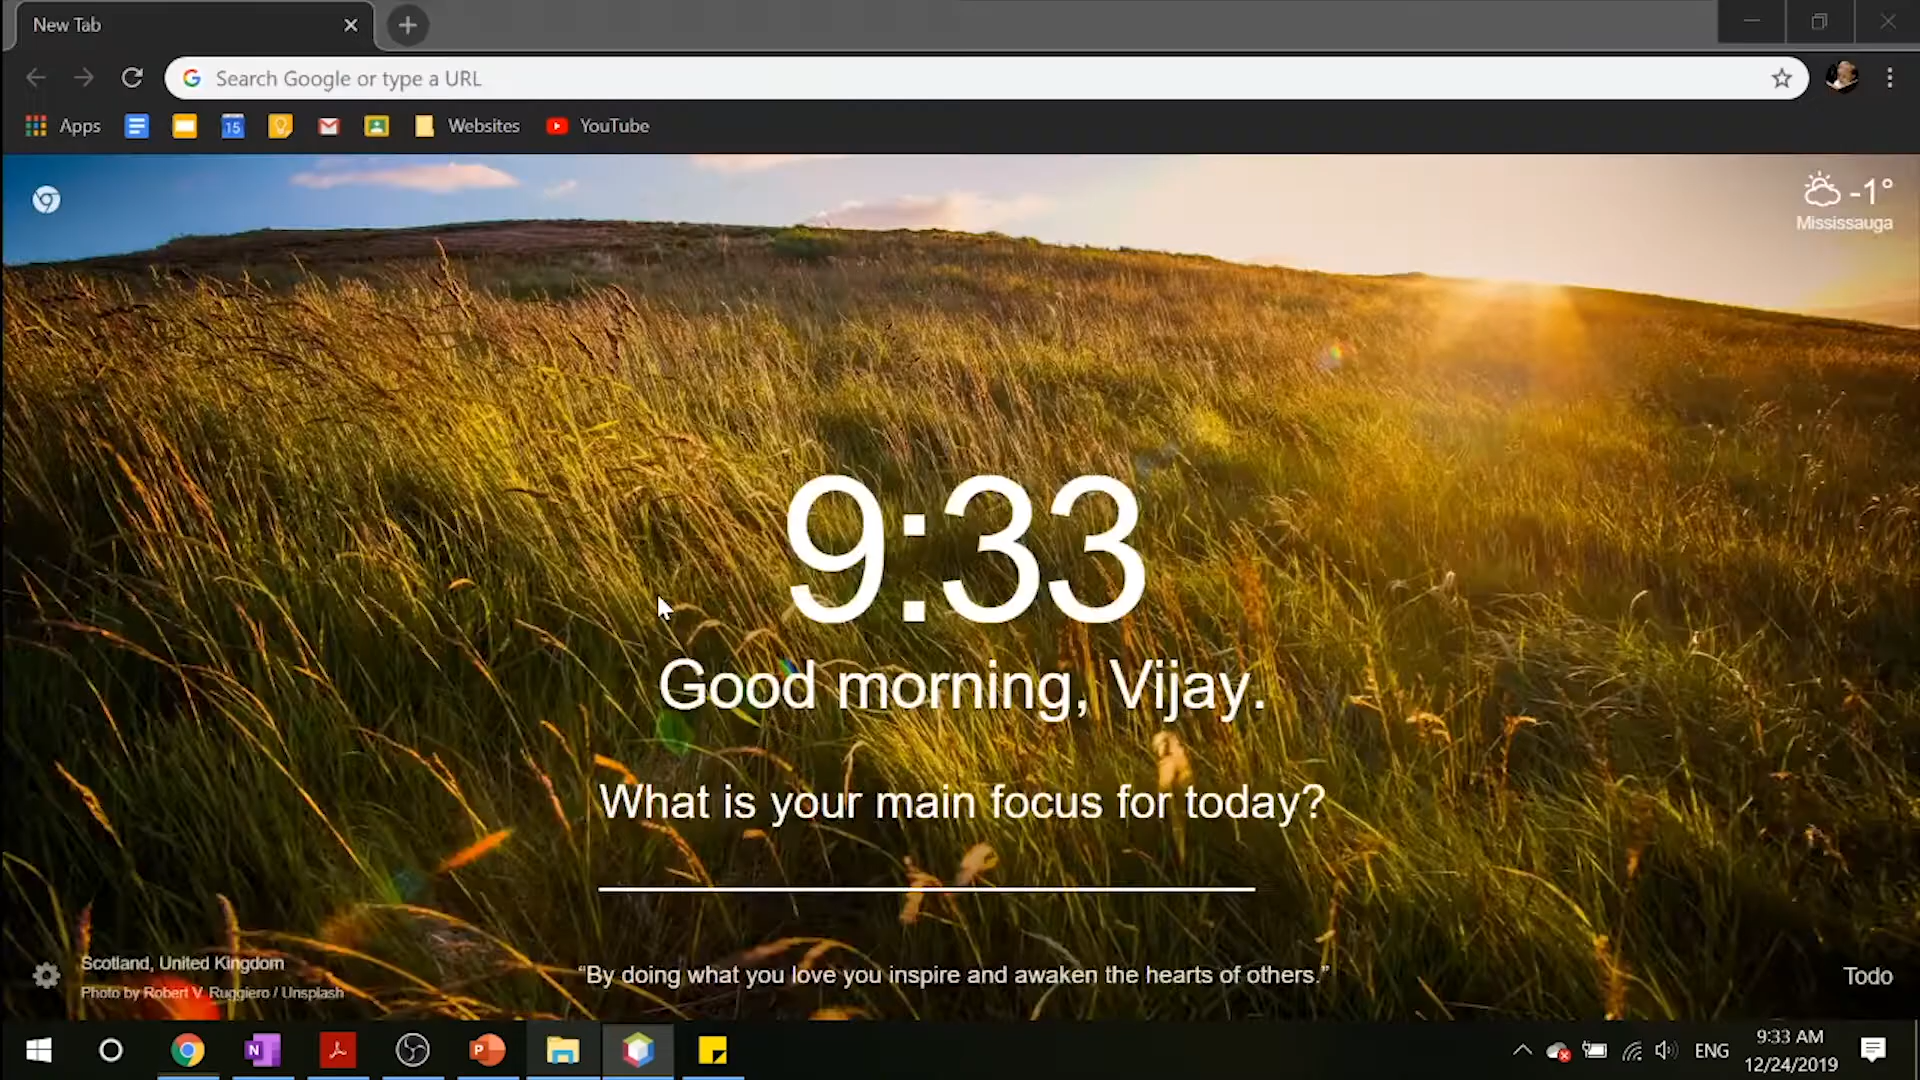 New Tab
Search Google or type a URL
Apps
15
Websites
YouTube
-1°
Mississauga
9:33
Good morning, Vijay.
What is your main focus for today?
Scotland, United Kingdom
Photo by Robert V. Ruggiero / Unsplash
“By doing what you love you inspire and awaken the hearts of others.”
Todo
N
P
ENG
9:33 AM
12/24/2019